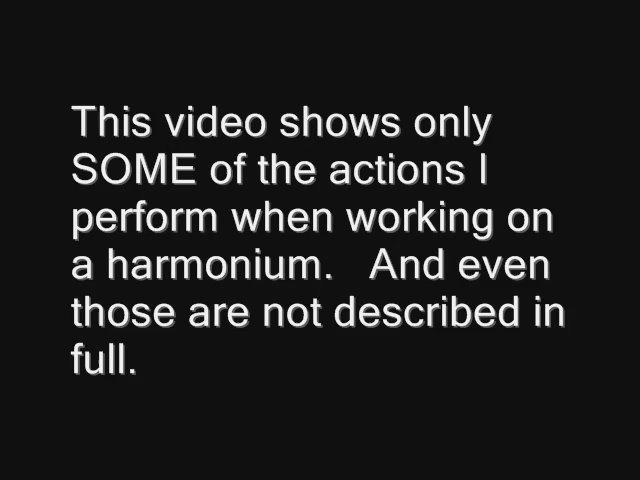 This video shows only
SOME of the actions I
perform when working on
a harmonium.   And even
those are not described in
full.